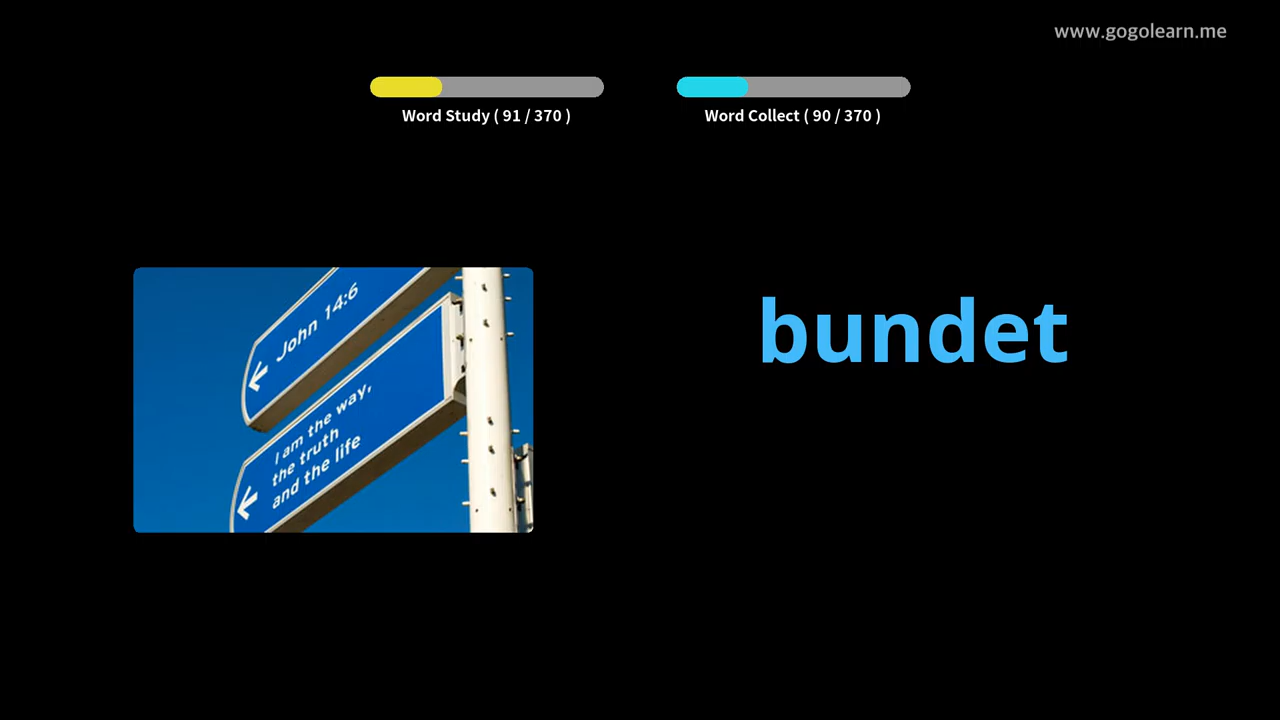 www.gogolearn.me
Word Study ( 91 / 370 )
Word Collect ( 90 / 370 )
John 14:6
I am the way,
the truth
and the life
bundet